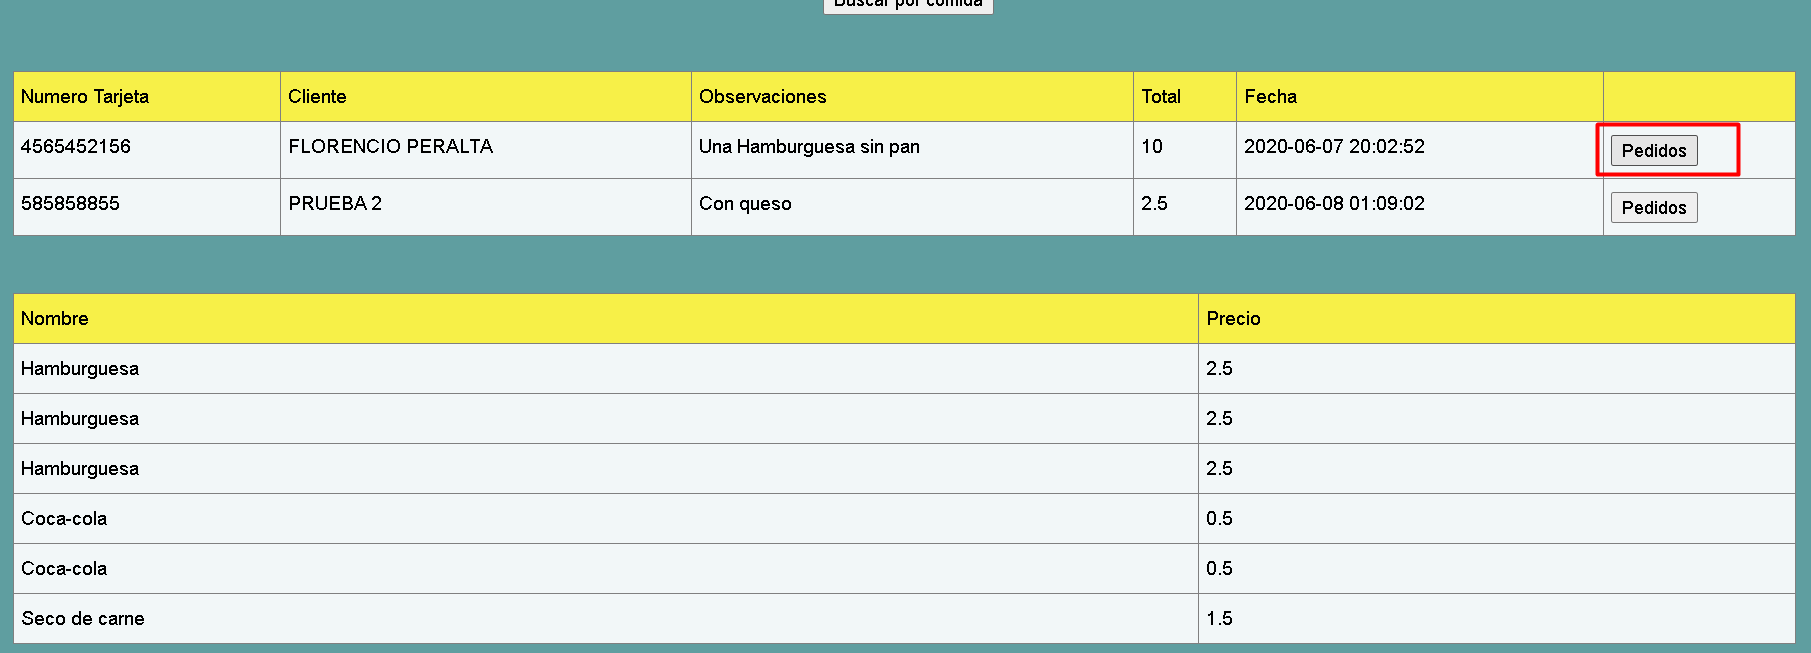 Buscar por comida
Numero Tarjeta Cliente Observaciones Total Fecha
4565452156 FLORENCIO PERALTA Una Hamburguesa sin pan 10 2020-06-07 20:02:52 Pedidos
585858855 PRUEBA 2 Con queso 2.5 2020-06-08 01:09:02 Pedidos
Nombre Precio
Hamburguesa 2.5
Hamburguesa 2.5
Hamburguesa 2.5
Coca-cola 0.5
Coca-cola 0.5
Seco de carne 1.5